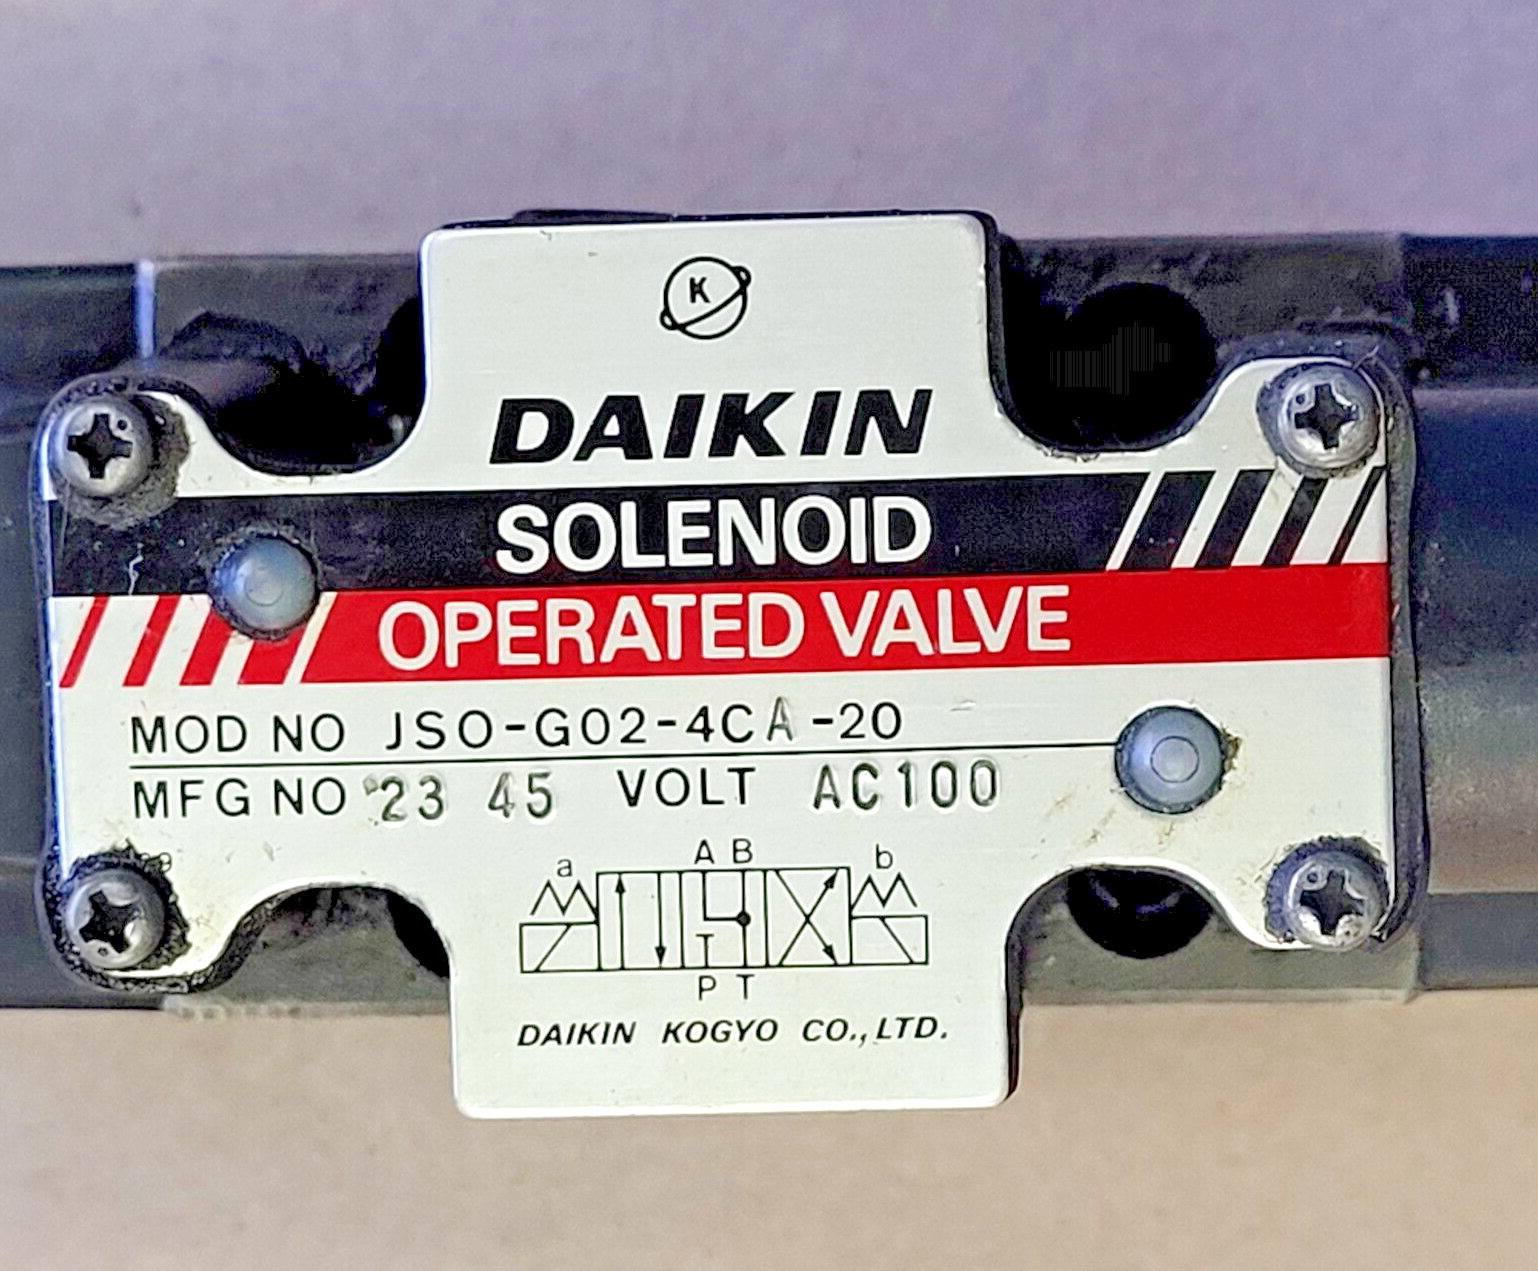 K
DAIKIN
SOLENOID
OPERATED VALVE
MOD NO JSO-G02-4CA-20
MFG NO 23 45 VOLT AC100
a A B b
T
P T
DAIKIN KOGYO CO., LTD.